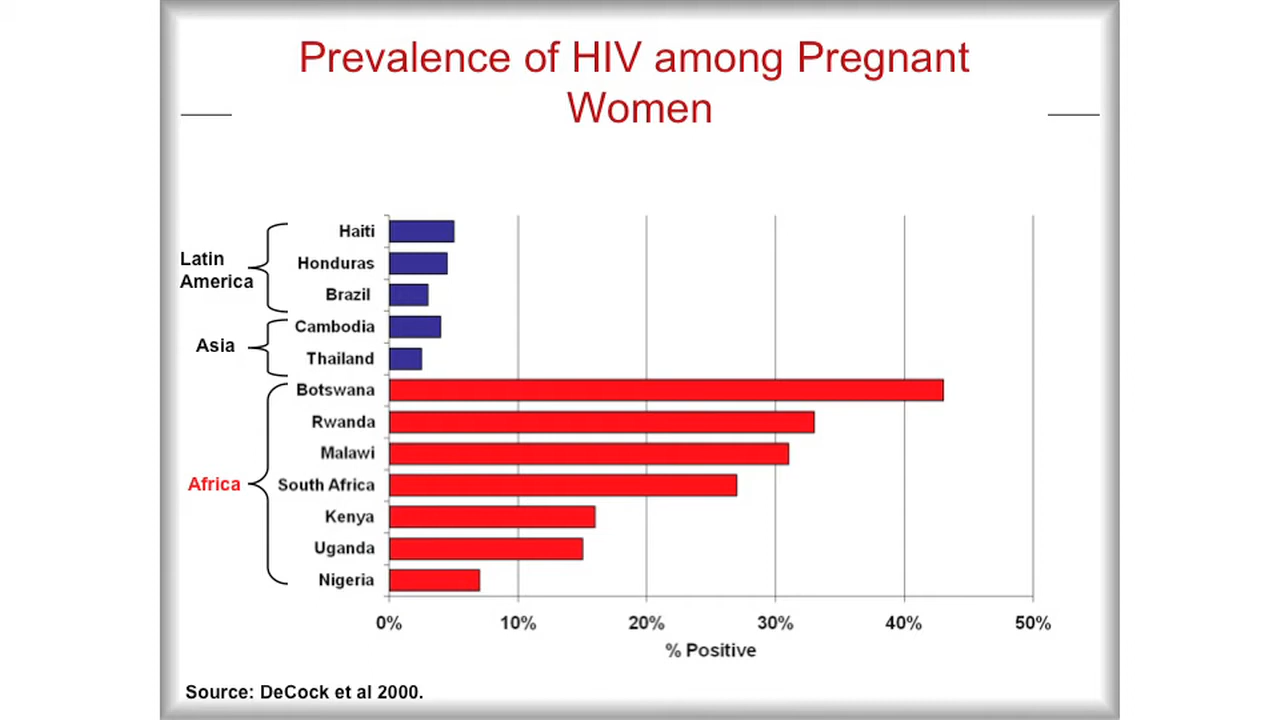 Prevalence of HIV among Pregnant
Women
Latin
America
Haiti
Honduras
Brazil
Asia
Cambodia
Thailand
Africa
Botswana
Rwanda
Malawi
South Africa
Kenya
Uganda
Nigeria
0% 10% 20% 30% 40% 50%
% Positive
Source: DeCock et al 2000.